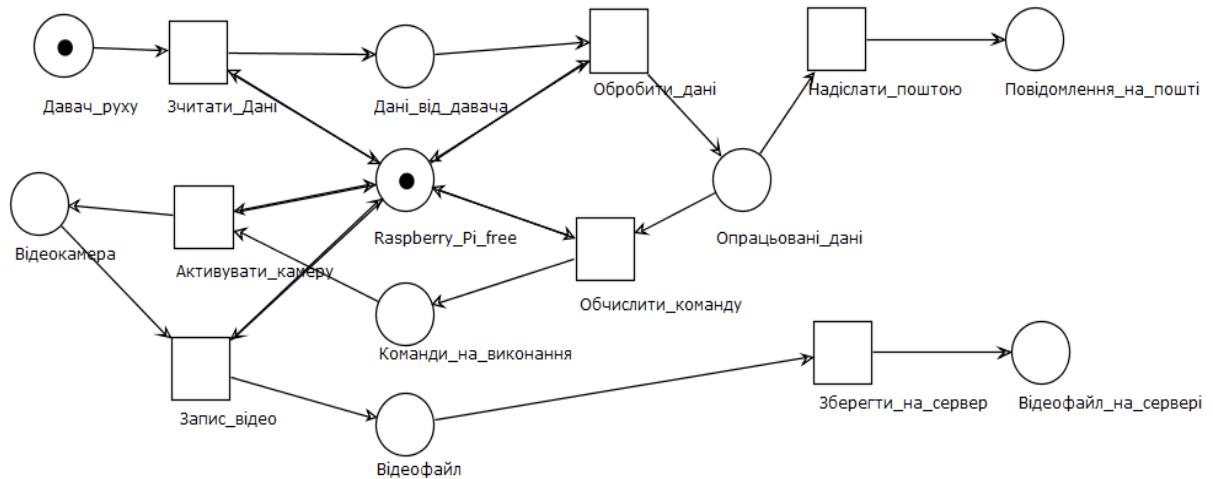 Давач_руху
Зчитати_Дані
Дані_від_давача
Обробити_дані
Надіслати_поштою
Повідомлення_на_пошті
Відеокамера
Активувати_камеру
Raspberry_Pi_free
Опрацьовані_дані
Обчислити_команду
Команди_на_виконання
Запис_відео
Відеофайл
Зберегти_на_сервер
Відеофайл_на_сервері